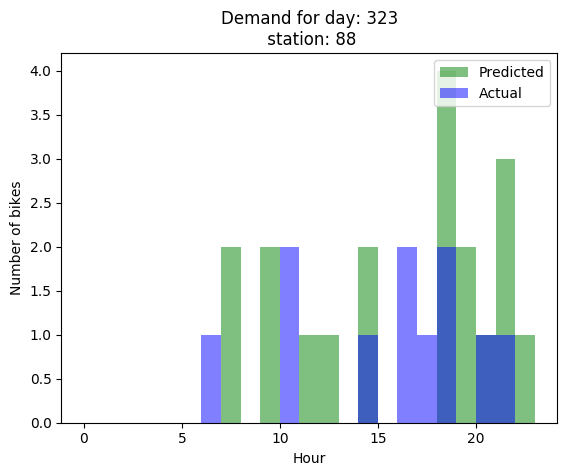 Demand for day: 323
station: 88
Predicted
Actual
4.0
3.5
3.0
2.5
2.0
1.5
1.0
0.5
0.0
Number of bikes
0 5 10 15 20
Hour